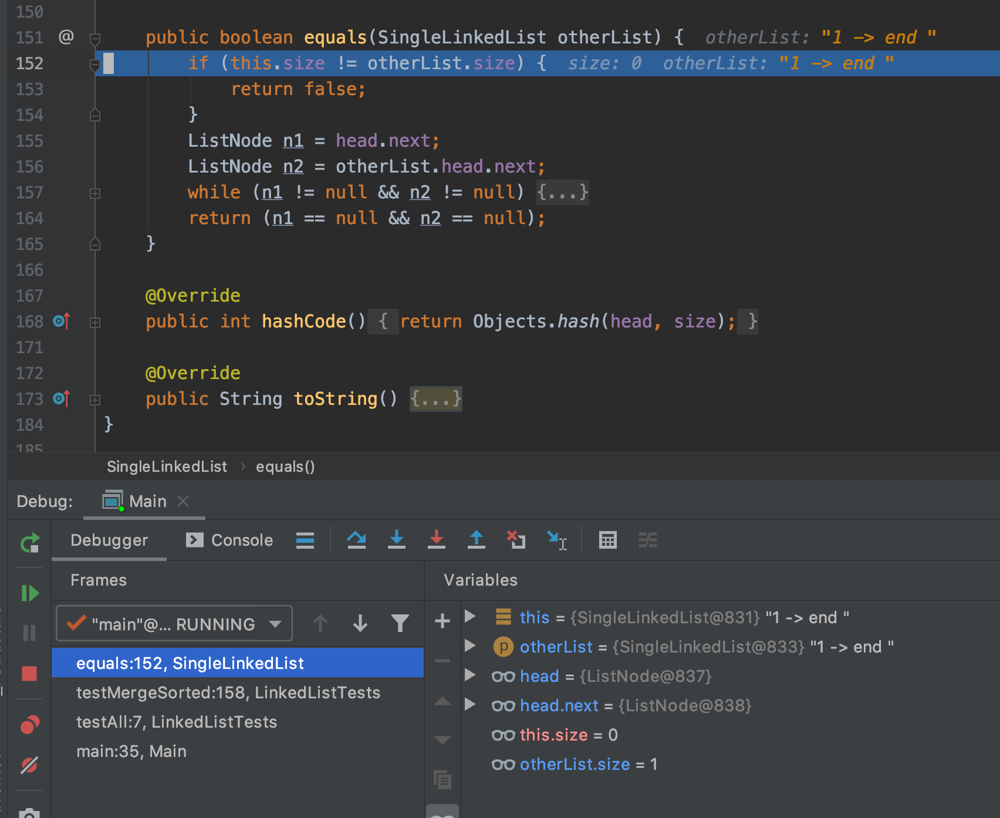 150
151 @ public boolean equals(SingleLinkedList otherList) {  otherList: "1 -> end "
152 if (this.size != otherList.size) {  size: 0  otherList: "1 -> end "
153 return false;
154 }
155 ListNode n1 = head.next;
156 ListNode n2 = otherList.head.next;
157 while (n1 != null && n2 != null) {...}
164 return (n1 == null && n2 == null);
165 }
166
167 @Override
168 public int hashCode() { return Objects.hash(head, size); }
171
172 @Override
173 public String toString() {...}
184 }
185
SingleLinkedList › equals()
Debug: Main
Debugger Console
Frames
Variables
"main"@... RUNNING
equals:152, SingleLinkedList
testMergeSorted:158, LinkedListTests
testAll:7, LinkedListTests
main:35, Main
this = {SingleLinkedList@831} "1 -> end "
p otherList = {SingleLinkedList@833} "1 -> end "
head = {ListNode@837}
head.next = {ListNode@838}
this.size = 0
otherList.size = 1